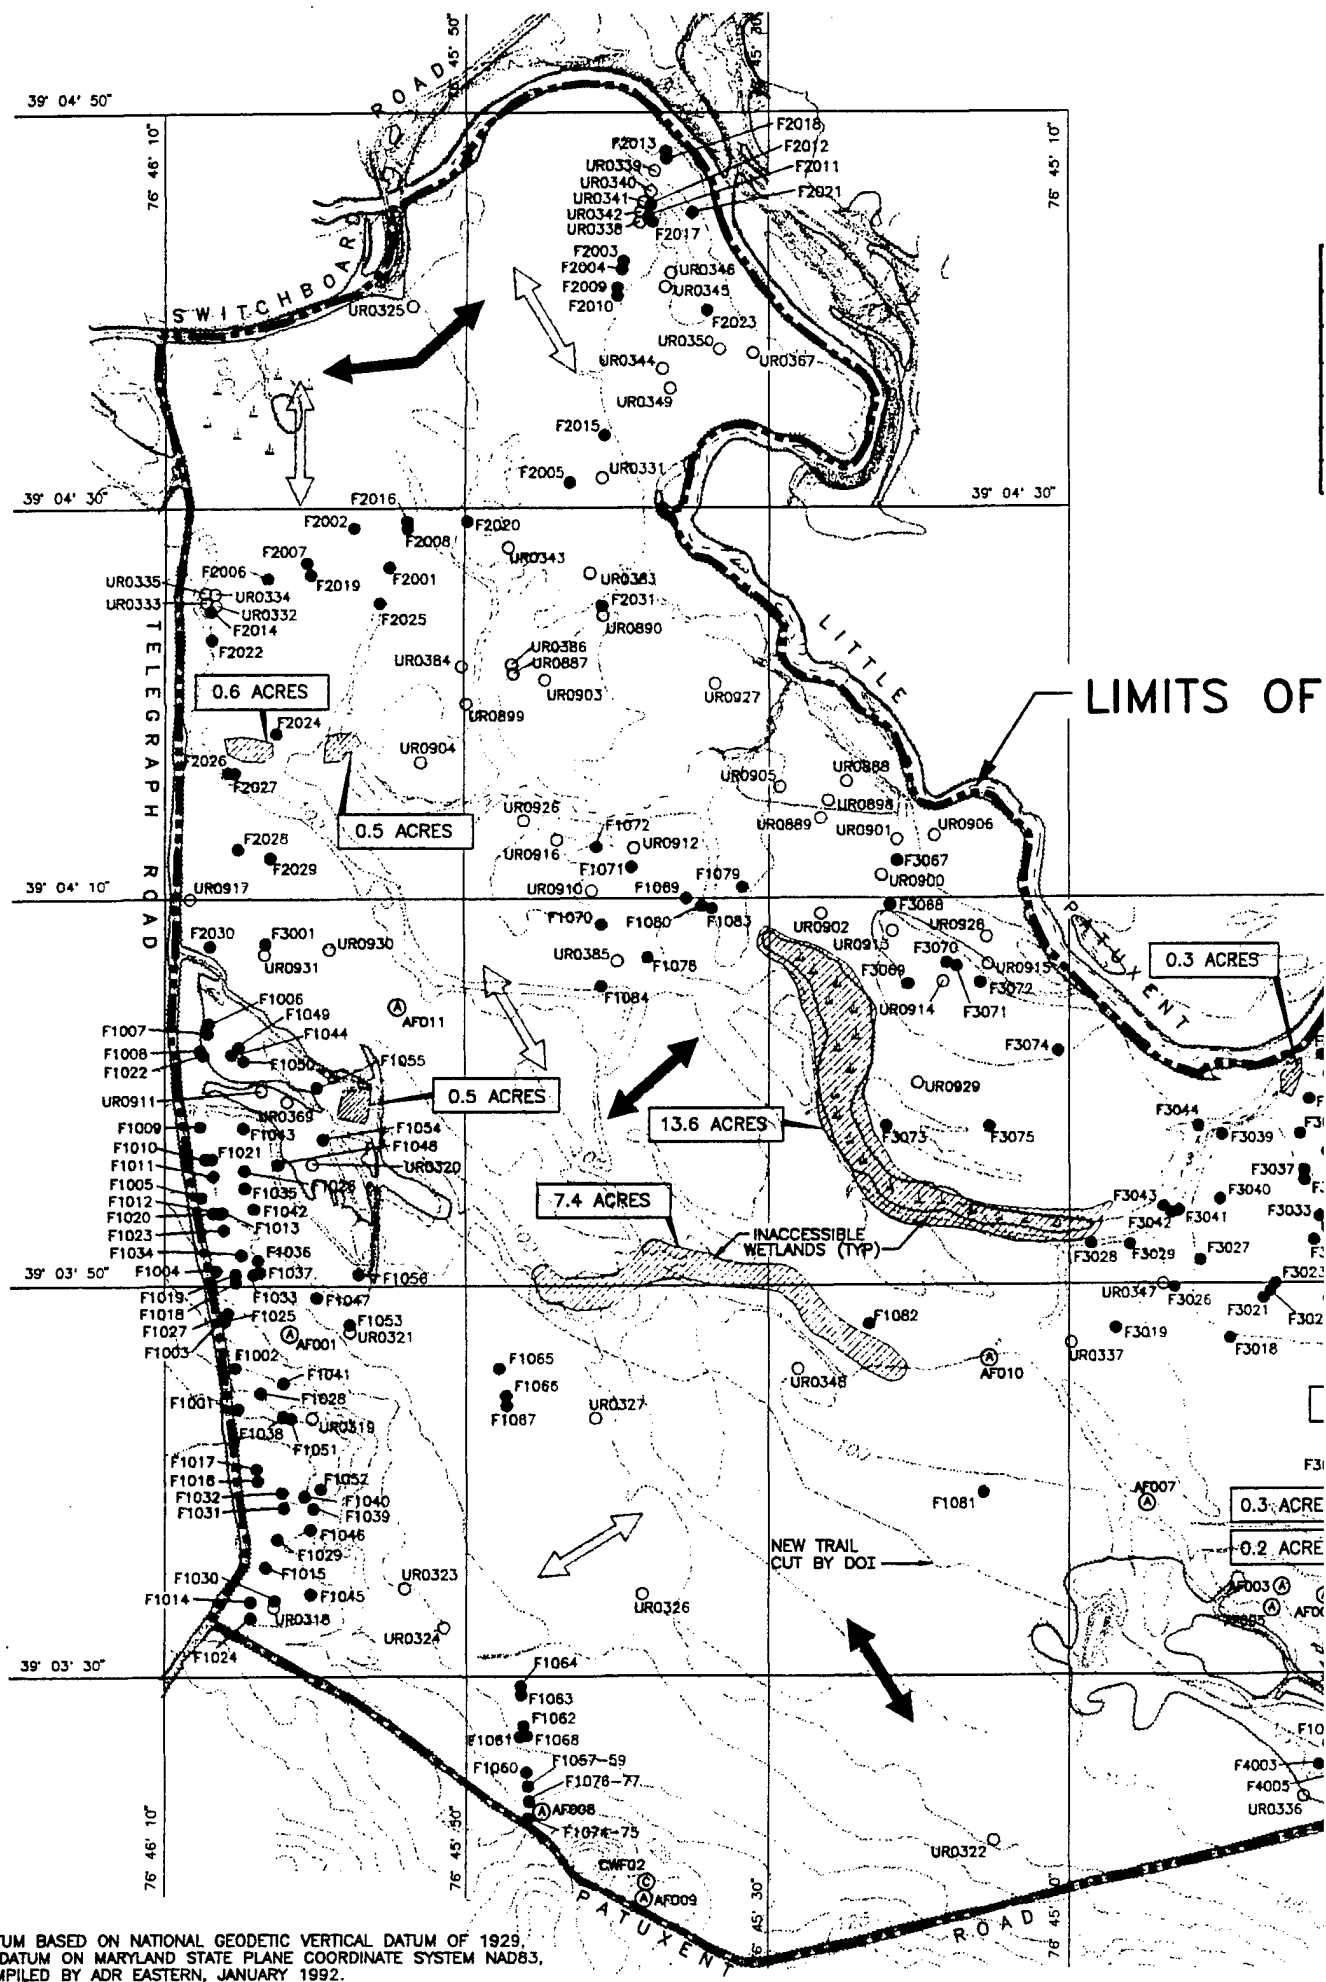 ROAD
76° 46' 10"
39° 04' 50"
76° 45' 10"
F2013
F2018
F2012
UR0339
UR0340
F2011
UR0341
F2021
UR0342
UR0338
F2017
F2003
F2004
UR0346
F2009
UR0345
F2010
SWITCHBOARD
UR0325
F2023
UR0350
UR0344
UR0367
UR0349
F2015
F2005
UR0331
39° 04' 30"
39° 04' 30"
F2016
F2002
F2020
F2008
UR0343
F2007
F2006
F2019
F2001
UR0383
UR0335
UR0334
F2031
UR0333
UR0332
F2025
UR0890
F2014
F2022
LITTLE
UR0386
UR0384
UR0887
UR0903
UR0927
0.6 ACRES
LIMITS OF
UR0899
F2024
UR0904
F2026
F2027
UR0905
UR0888
UR0898
UR0926
UR0889
0.5 ACRES
F1072
UR0901
UR0906
F2028
UR0916
UR0912
F2029
F1071
F3067
UR0900
39° 04' 10"
UR0917
UR0910
F1069
F1079
F3068
TELEGRAPH ROAD
F1070
F1080
F1083
UR0902
PATUXENT
F2030
F3001
UR0930
UR0913
UR0928
UR0931
UR0385
F1078
F3070
UR0915
0.3 ACRES
F3069
F3072
F1084
UR0914
F3071
F1006
F1049
A
AF011
F1007
F1044
F1008
F1022
F1050
F1055
F3074
UR0911
0.5 ACRES
UR0929
UR0369
13.6 ACRES
F1009
F1043
F1054
F3073
F3075
F3044
F3039
F1010
F1021
F1048
F1011
UR0320
F3037
F1005
F1026
F1035
7.4 ACRES
F3040
F1012
F1042
F3043
F3033
F1020
F1013
F3042
F3041
F1023
INACCESSIBLE
WETLANDS (TYP)
F1034
F1036
F3028
F3029
F3027
39° 03' 50"
F1004
F1037
F1056
F3023
F1019
F1033
F1047
UR0347
F3026
F3021
F1018
F1025
F1053
F1082
F1027
A
AF001
UR0321
F3019
F3018
F1003
UR0337
F1002
F1065
A
AF010
F1041
UR0348
F1066
F1001
F1028
F1087
UR0327
F1038
UR0319
F1051
F1017
F1016
F1052
F1081
AF007
A
F1032
F1040
F1031
F1039
0.3 ACRE
F1046
F1029
NEW TRAIL
CUT BY DOI
0.2 ACRE
F1015
F1030
UR0323
AF003 A
F1014
F1045
UR0326
AF005 A
UR0318
UR0324
F1024
39° 03' 30"
F1064
F1063
F1062
F1061
F1068
F1060
F1057-59
F4003
F1076-77
F4005
A AF008
UR0336
F1074-75
UR0322
CWF02
C
A AF009
76° 46' 10"
76° 45' 50"
PATUXENT ROAD
UM BASED ON NATIONAL GEODETIC VERTICAL DATUM OF 1929,
DATUM ON MARYLAND STATE PLANE COORDINATE SYSTEM NAD83,
MPILED BY ADR EASTERN, JANUARY 1992.